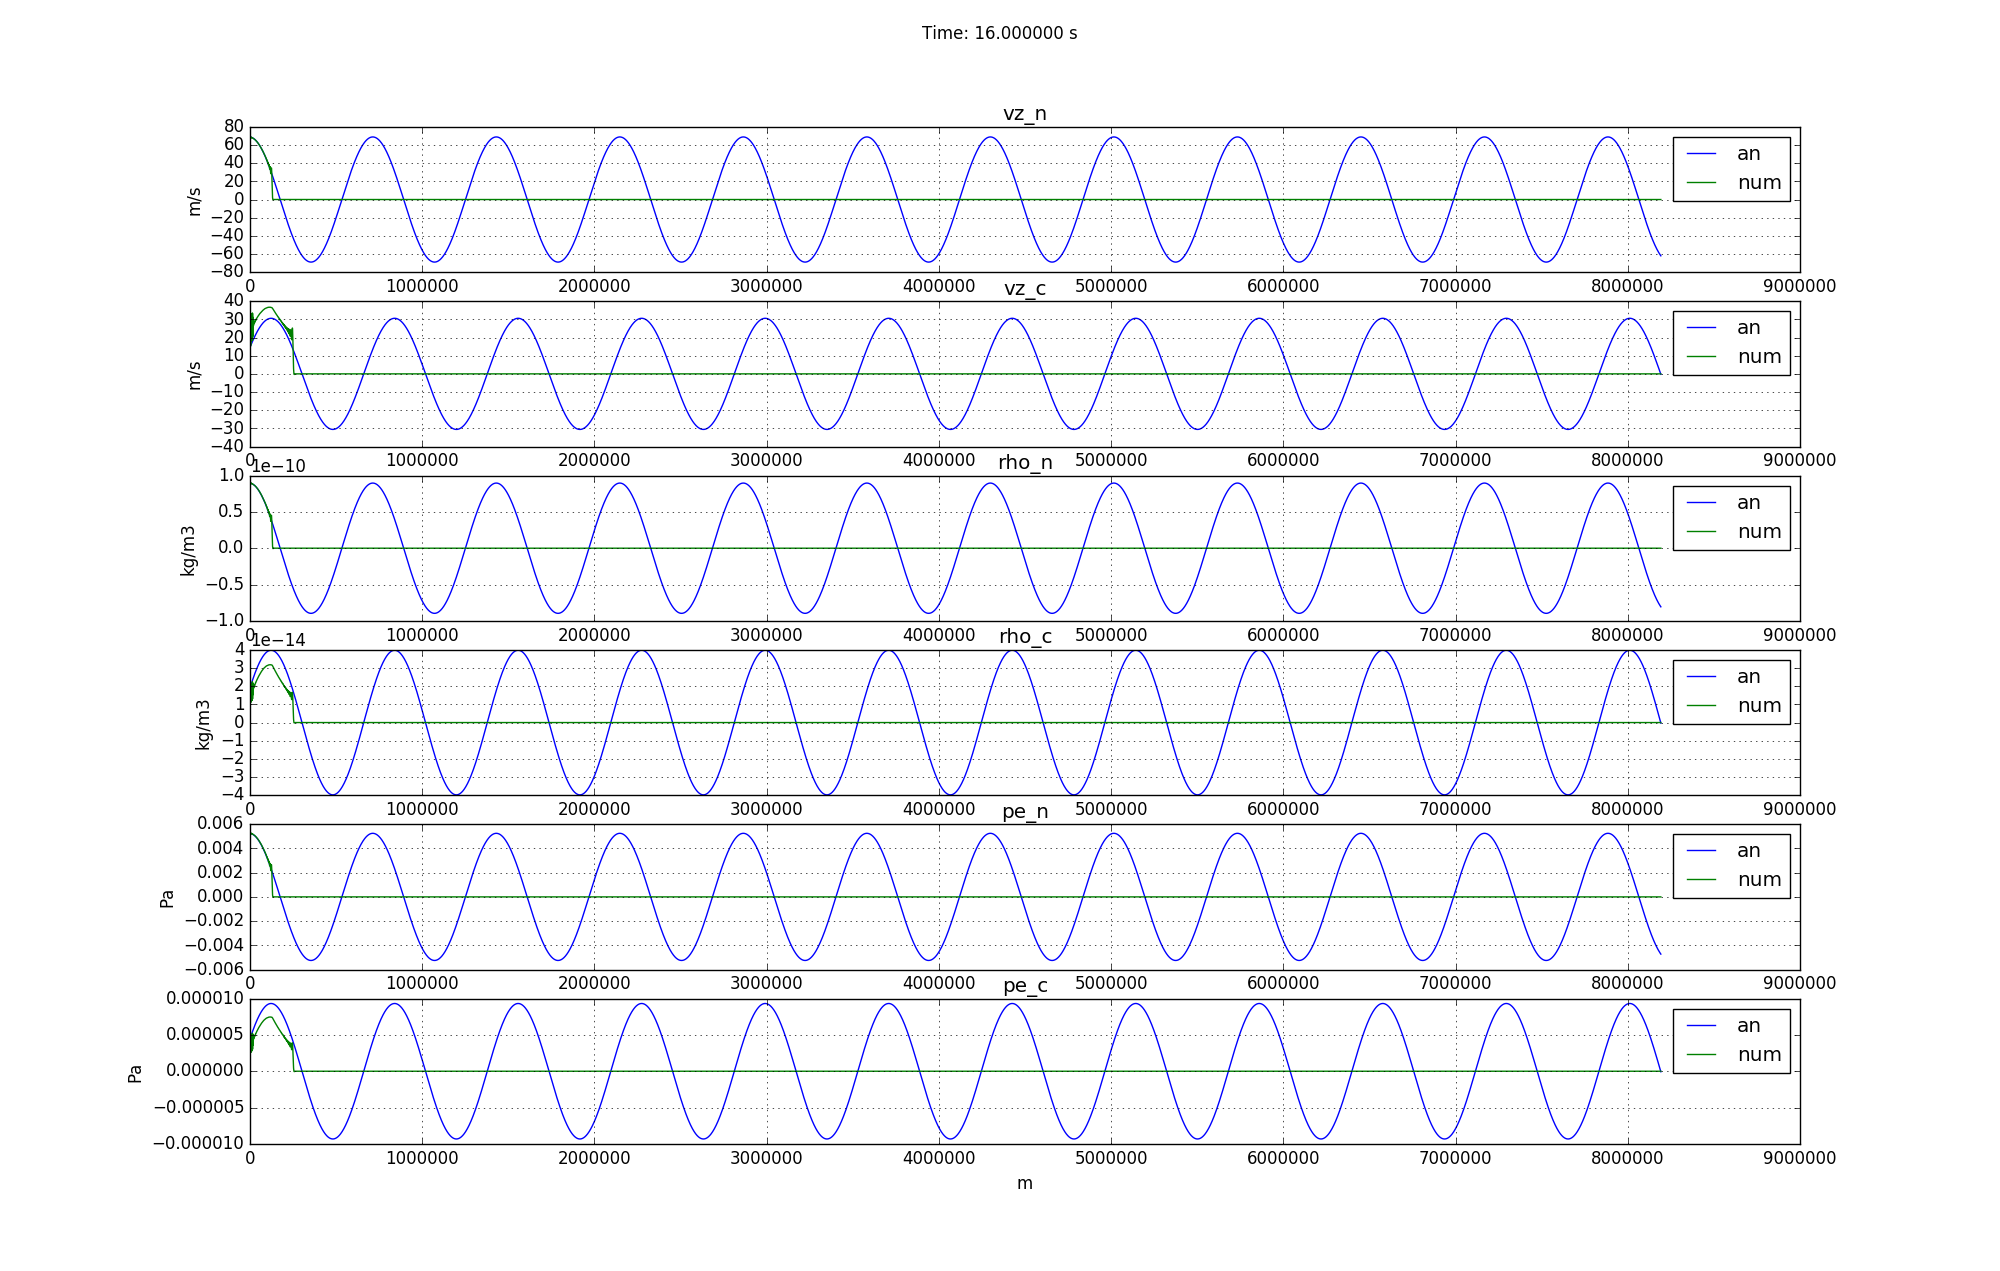 Time: 16.000000 s
vz_n
80
60
40
20
0
−20
−40
−60
−80
m/s
an
num
0 1000000 2000000 3000000 4000000 5000000 6000000 7000000 8000000 9000000
vz_c
40
30
20
10
0
−10
−20
−30
−40
m/s
an
num
0 1000000 2000000 3000000 4000000 5000000 6000000 7000000 8000000 9000000
1e−10
rho_n
1.0
0.5
0.0
−0.5
−1.0
kg/m3
an
num
0 1000000 2000000 3000000 4000000 5000000 6000000 7000000 8000000 9000000
1e−14
rho_c
4
3
2
1
0
−1
−2
−3
−4
kg/m3
an
num
0 1000000 2000000 3000000 4000000 5000000 6000000 7000000 8000000 9000000
pe_n
0.006
0.004
0.002
0.000
−0.002
−0.004
−0.006
Pa
an
num
0 1000000 2000000 3000000 4000000 5000000 6000000 7000000 8000000 9000000
pe_c
0.000010
0.000005
0.000000
−0.000005
−0.000010
Pa
an
num
0 1000000 2000000 3000000 4000000 5000000 6000000 7000000 8000000 9000000
m